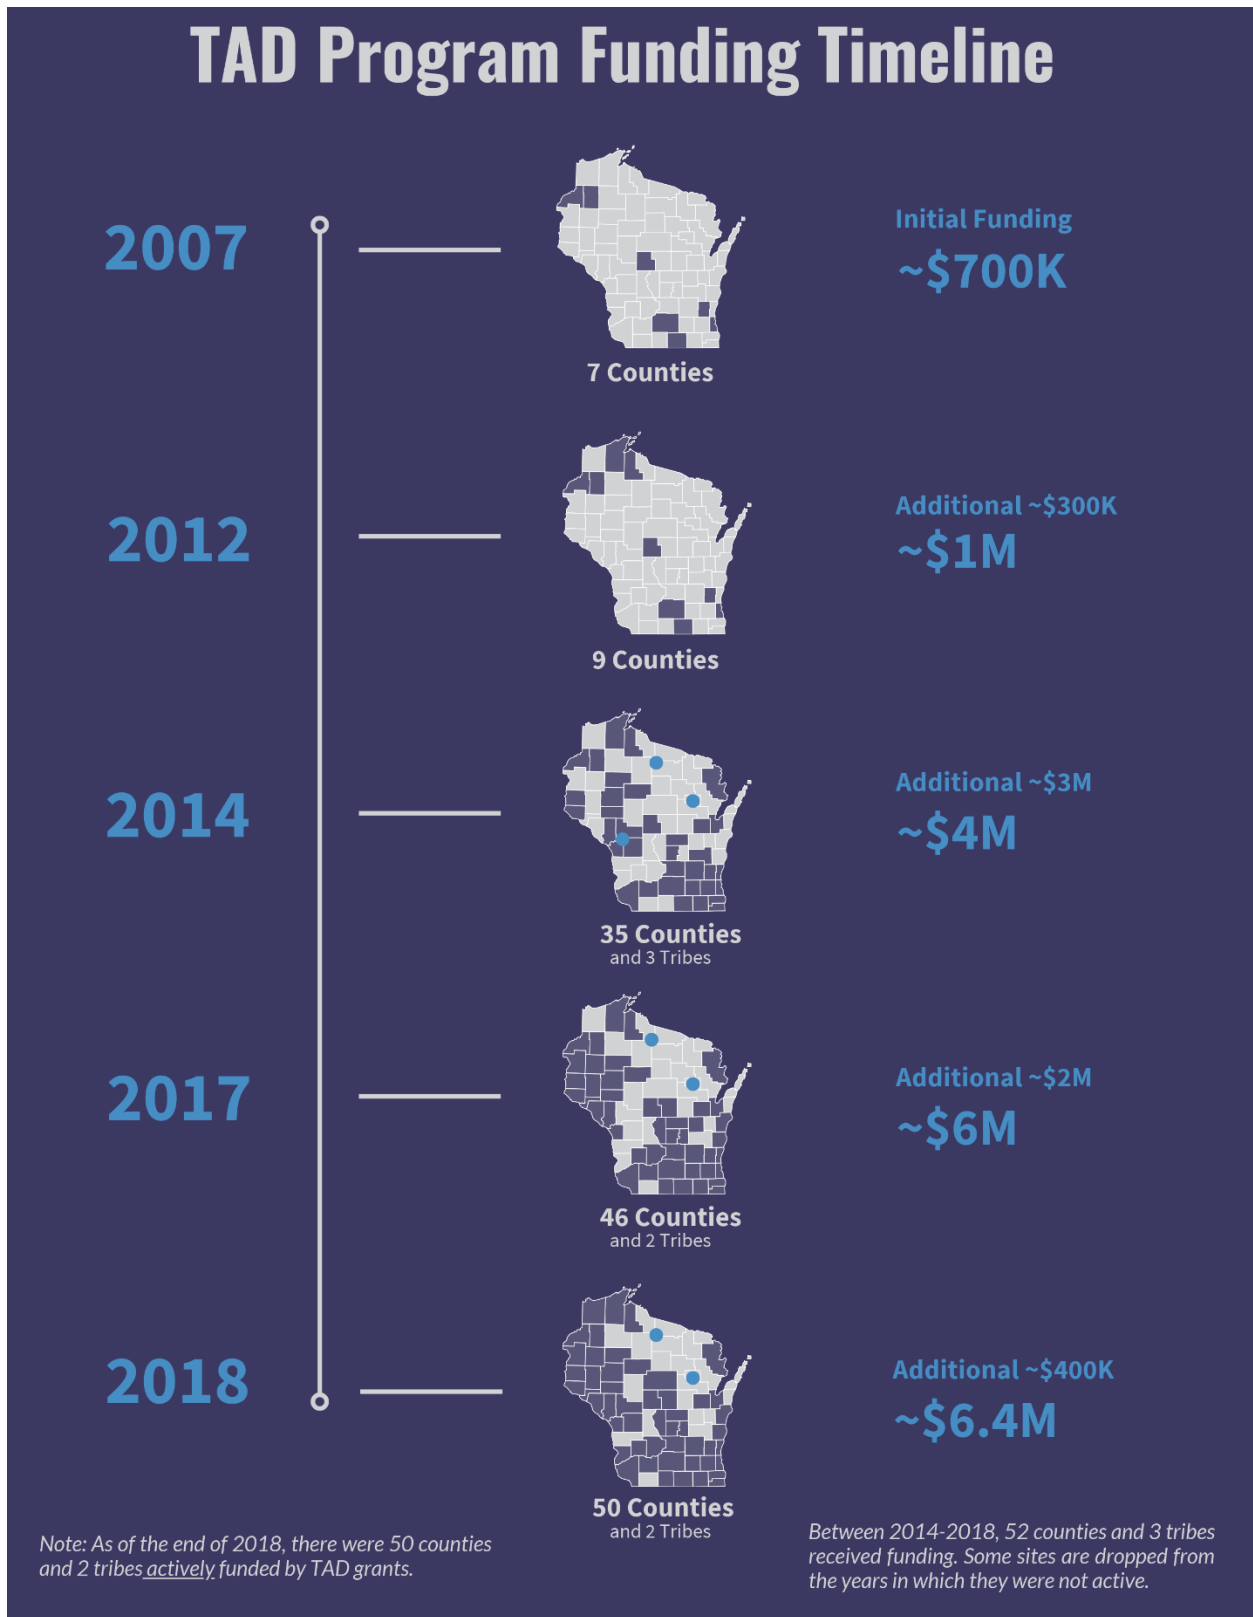 TAD Program Funding Timeline
2007
Initial Funding
~$700K
7 Counties
2012
Additional ~$300K
~$1M
9 Counties
2014
Additional ~$3M
~$4M
35 Counties
and 3 Tribes
2017
Additional ~$2M
~$6M
46 Counties
and 2 Tribes
2018
Additional ~$400K
~$6.4M
50 Counties
and 2 Tribes
Note: As of the end of 2018, there were 50 counties
and 2 tribes actively funded by TAD grants.
Between 2014-2018, 52 counties and 3 tribes
received funding. Some sites are dropped from
the years in which they were not active.